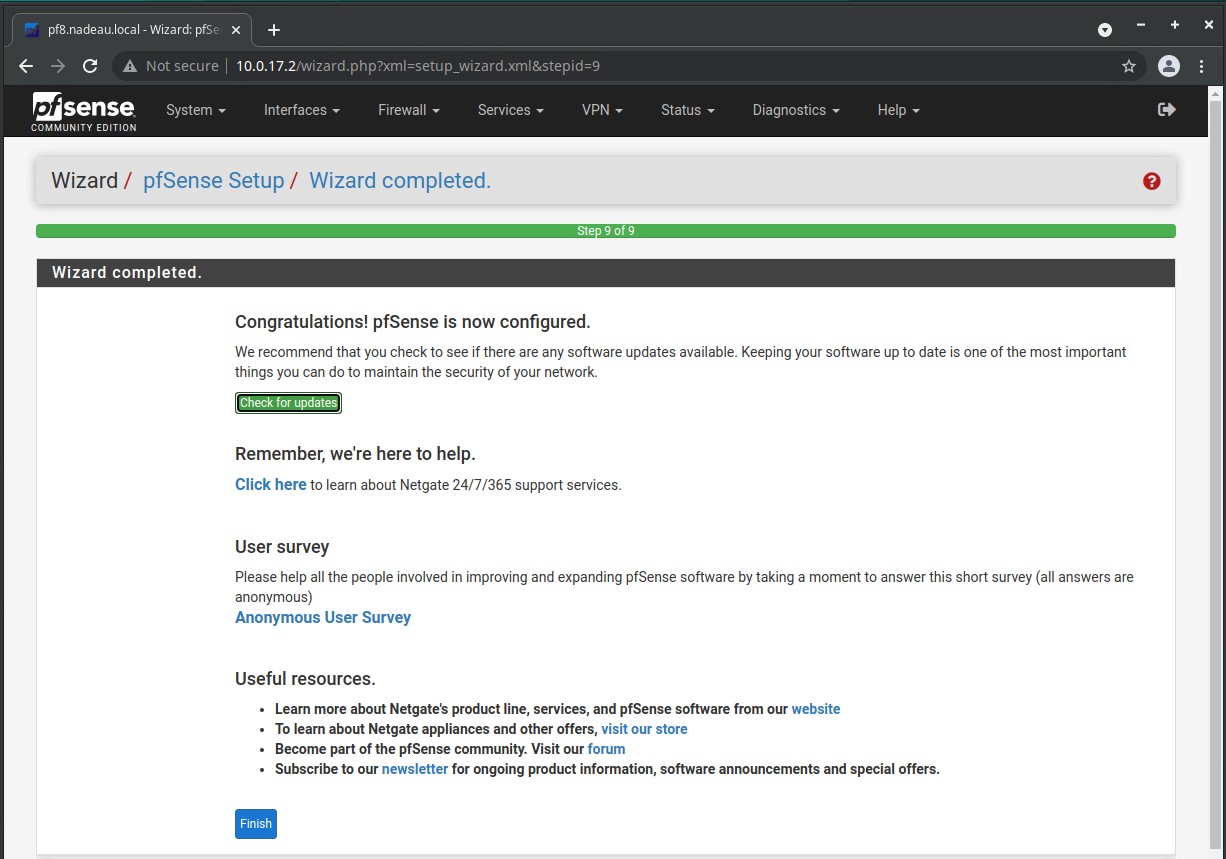 pf8.nadeau.local - Wizard: pfSe
Not secure | 10.0.17.2/wizard.php?xml=setup_wizard.xml&stepid=9
pfsense COMMUNITY EDITION
System Interfaces Firewall Services VPN Status Diagnostics Help
Wizard / pfSense Setup / Wizard completed.
Step 9 of 9
Wizard completed.
Congratulations! pfSense is now configured.
We recommend that you check to see if there are any software updates available. Keeping your software up to date is one of the most important
things you can do to maintain the security of your network.
Check for updates
Remember, we're here to help.
Click here to learn about Netgate 24/7/365 support services.
User survey
Please help all the people involved in improving and expanding pfSense software by taking a moment to answer this short survey (all answers are
anonymous)
Anonymous User Survey
Useful resources.
• Learn more about Netgate's product line, services, and pfSense software from our website
• To learn about Netgate appliances and other offers, visit our store
• Become part of the pfSense community. Visit our forum
• Subscribe to our newsletter for ongoing product information, software announcements and special offers.
Finish